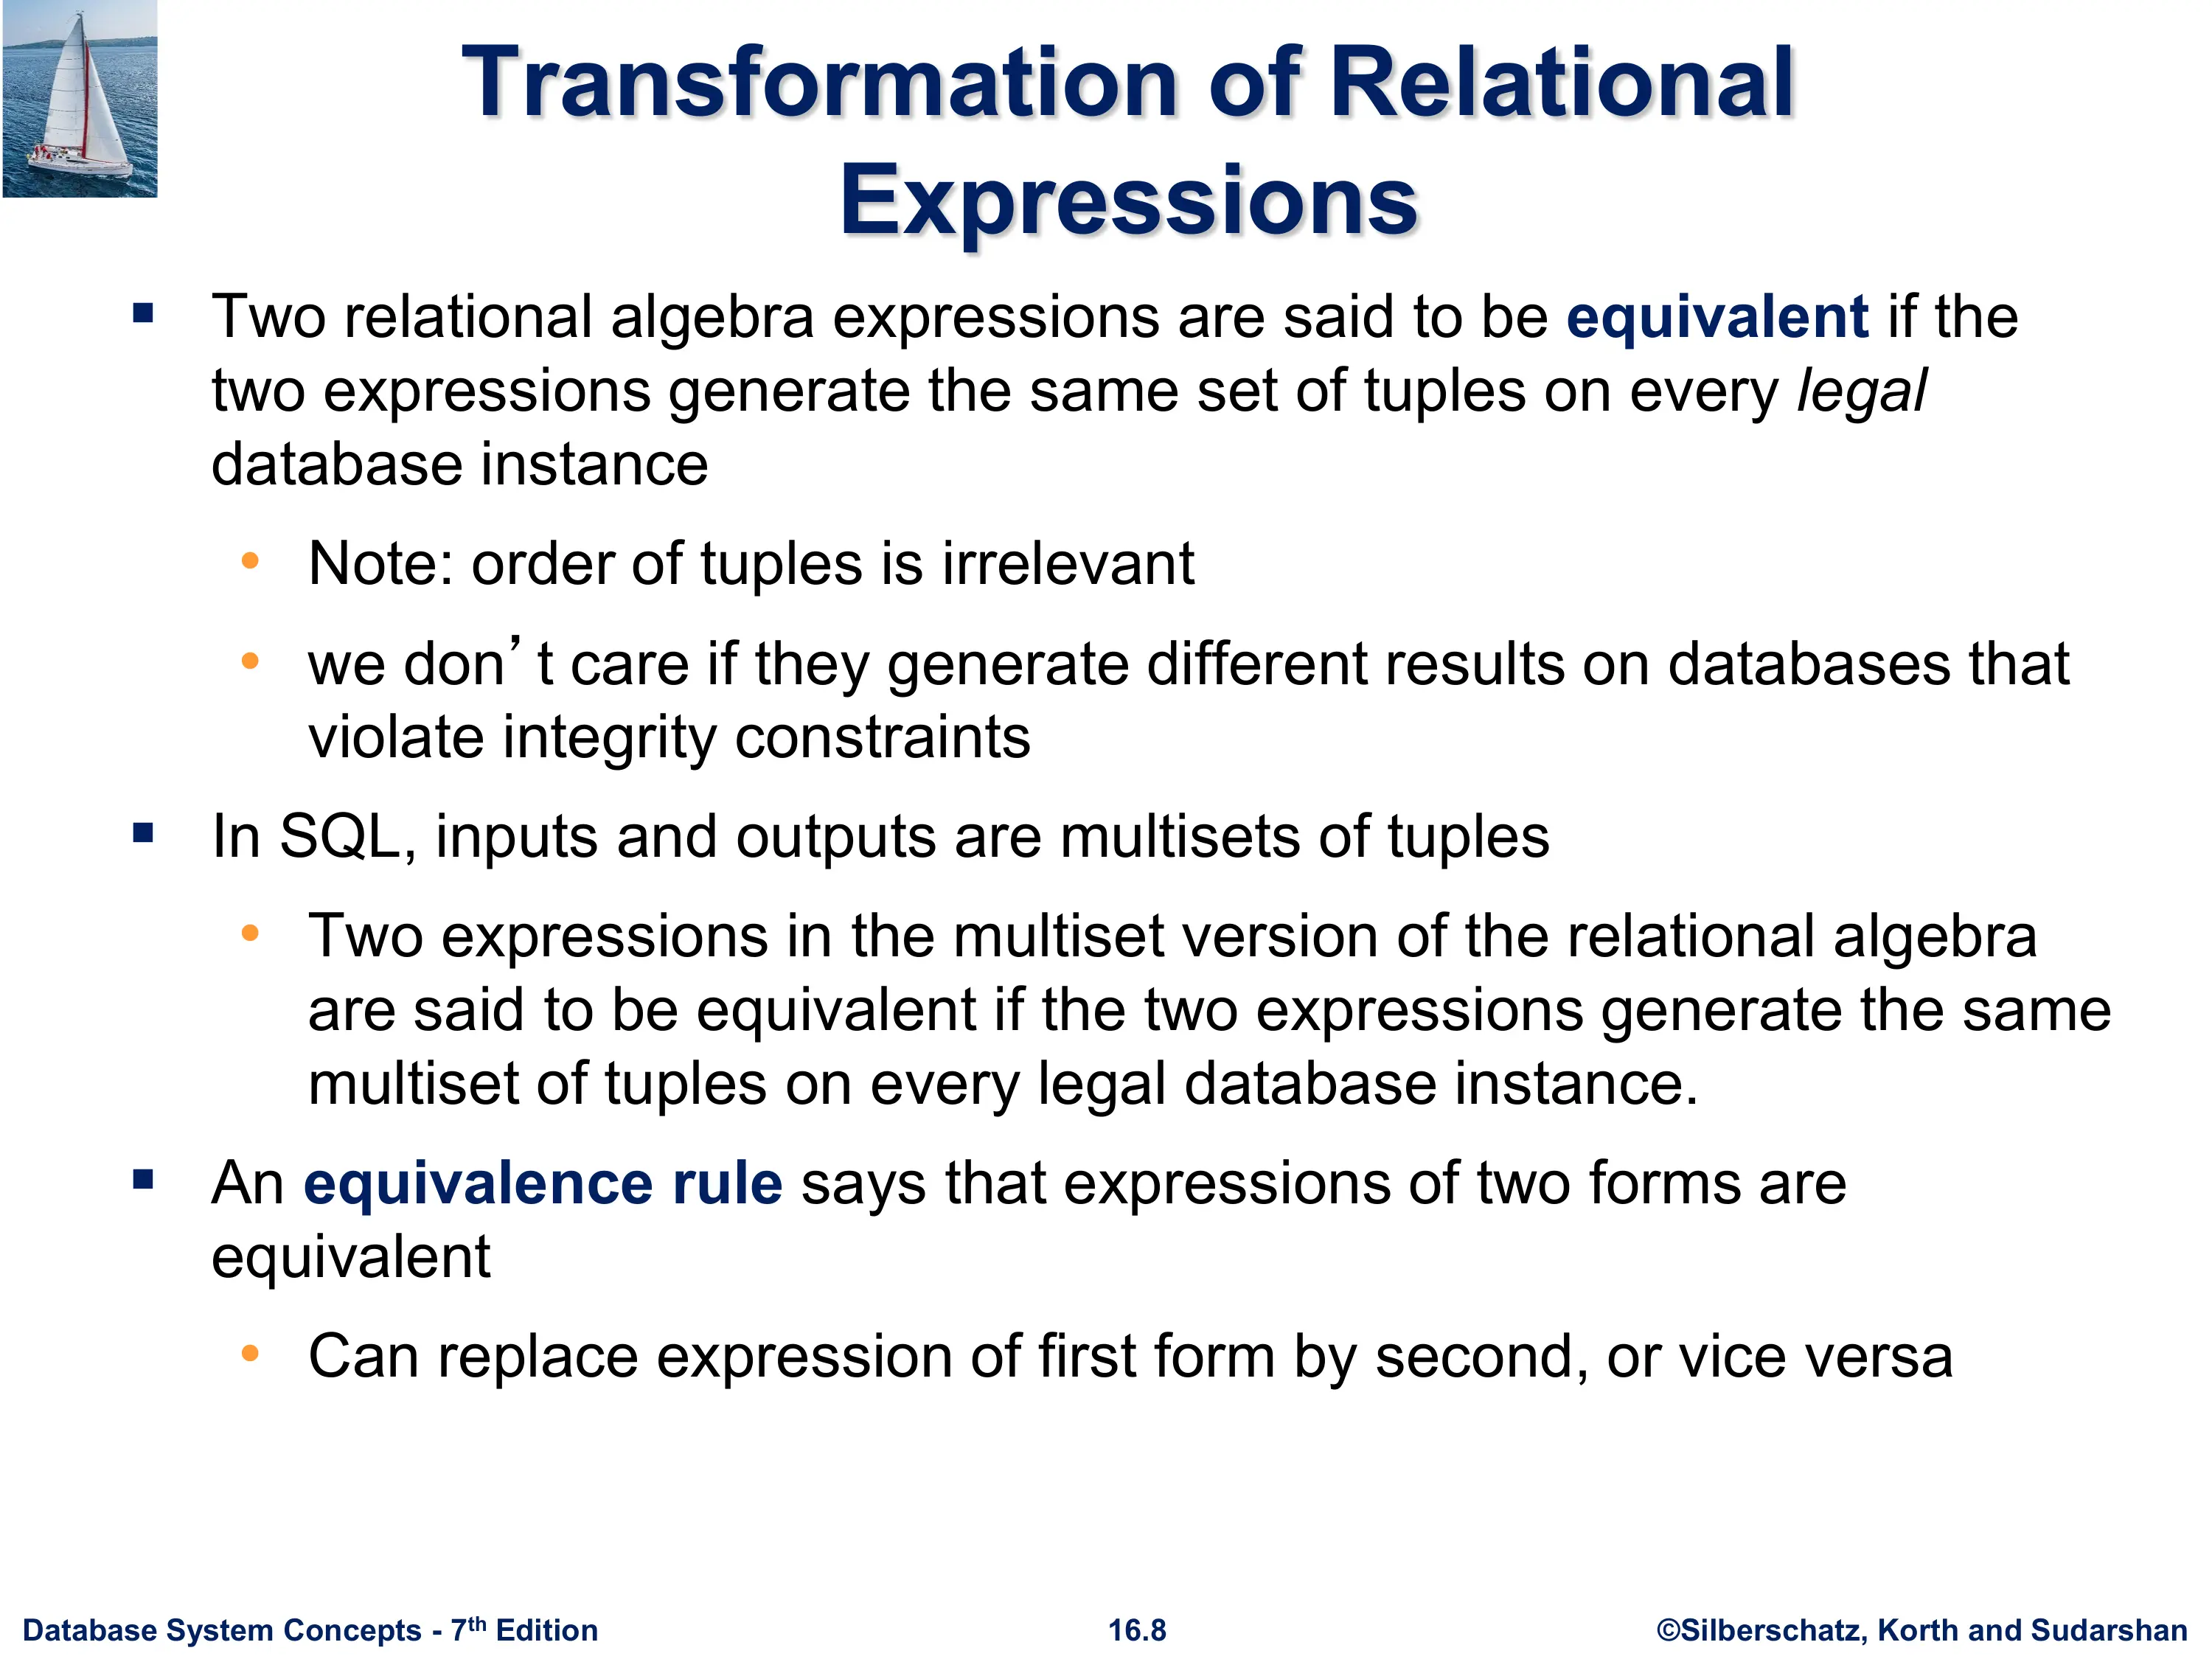 Transformation of Relational
Expressions
▪ Two relational algebra expressions are said to be equivalent if the
two expressions generate the same set of tuples on every legal
database instance
• Note: order of tuples is irrelevant
• we don’t care if they generate different results on databases that
violate integrity constraints
▪ In SQL, inputs and outputs are multisets of tuples
• Two expressions in the multiset version of the relational algebra
are said to be equivalent if the two expressions generate the same
multiset of tuples on every legal database instance.
▪ An equivalence rule says that expressions of two forms are
equivalent
• Can replace expression of first form by second, or vice versa
Database System Concepts - 7th Edition
16.8
©Silberschatz, Korth and Sudarshan